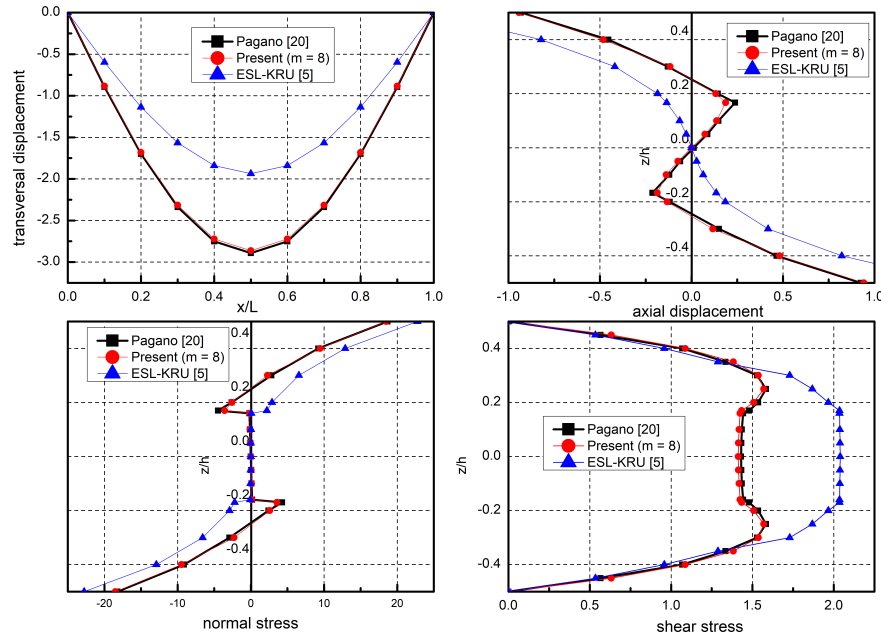 transversal displacement
0.0
-0.5
-1.0
-1.5
-2.0
-2.5
-3.0
Pagano [20]
Present (m = 8)
ESL-KRU [5]
0.0 0.2 0.4 0.6 0.8 1.0
x/L
z/h
0.4
0.2
0.0
-0.2
-0.4
Pagano [20]
Present (m = 8)
ESL-KRU [5]
-1.0 -0.5 0.0 0.5 1.0
axial displacement
z/h
0.4
0.2
0.0
-0.2
-0.4
Pagano [20]
Present (m = 8)
ESL-KRU [5]
-20 -10 0 10 20
normal stress
z/h
0.4
0.2
0.0
-0.2
-0.4
Pagano [20]
Present (m = 8)
ESL-KRU [5]
0.0 0.5 1.0 1.5 2.0
shear stress